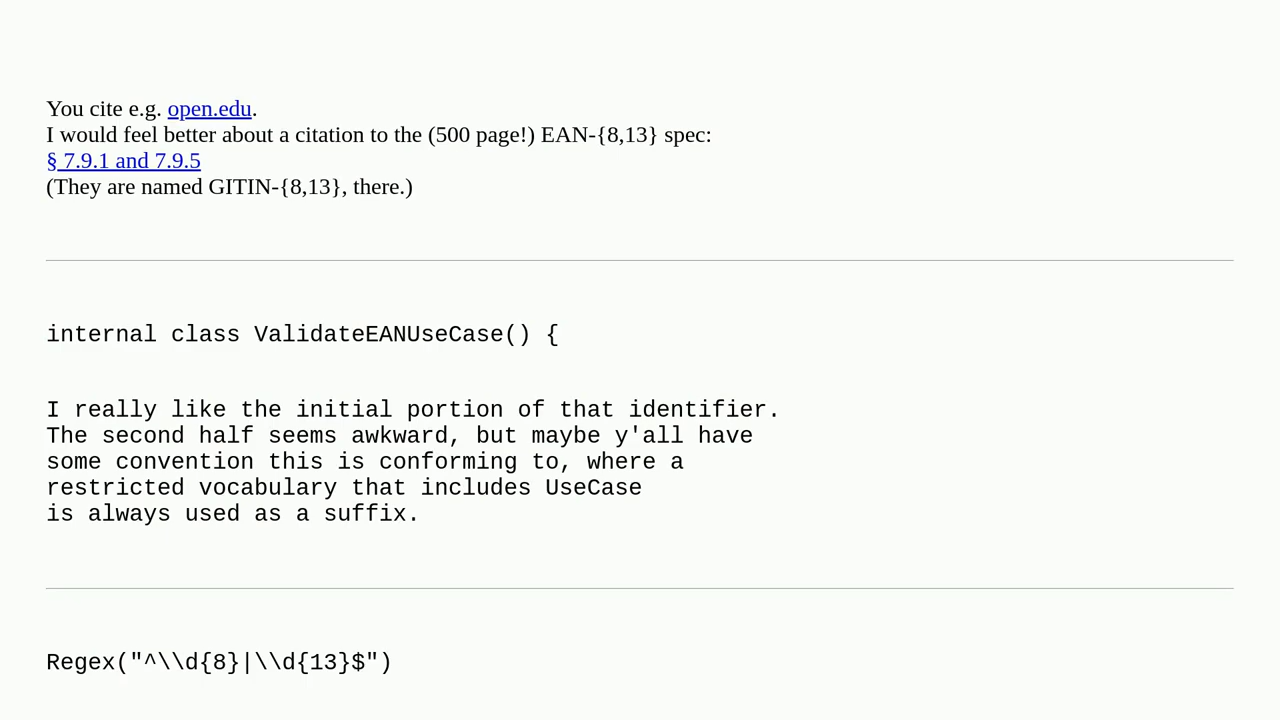 You cite e.g. open.edu.
I would feel better about a citation to the (500 page!) EAN-{8,13} spec:
§ 7.9.1 and 7.9.5
(They are named GITIN-{8,13}, there.)
internal class ValidateEANUseCase() {
I really like the initial portion of that identifier.
The second half seems awkward, but maybe y'all have
some convention this is conforming to, where a
restricted vocabulary that includes UseCase
is always used as a suffix.
Regex("^\\d{8}|\\d{13}$")